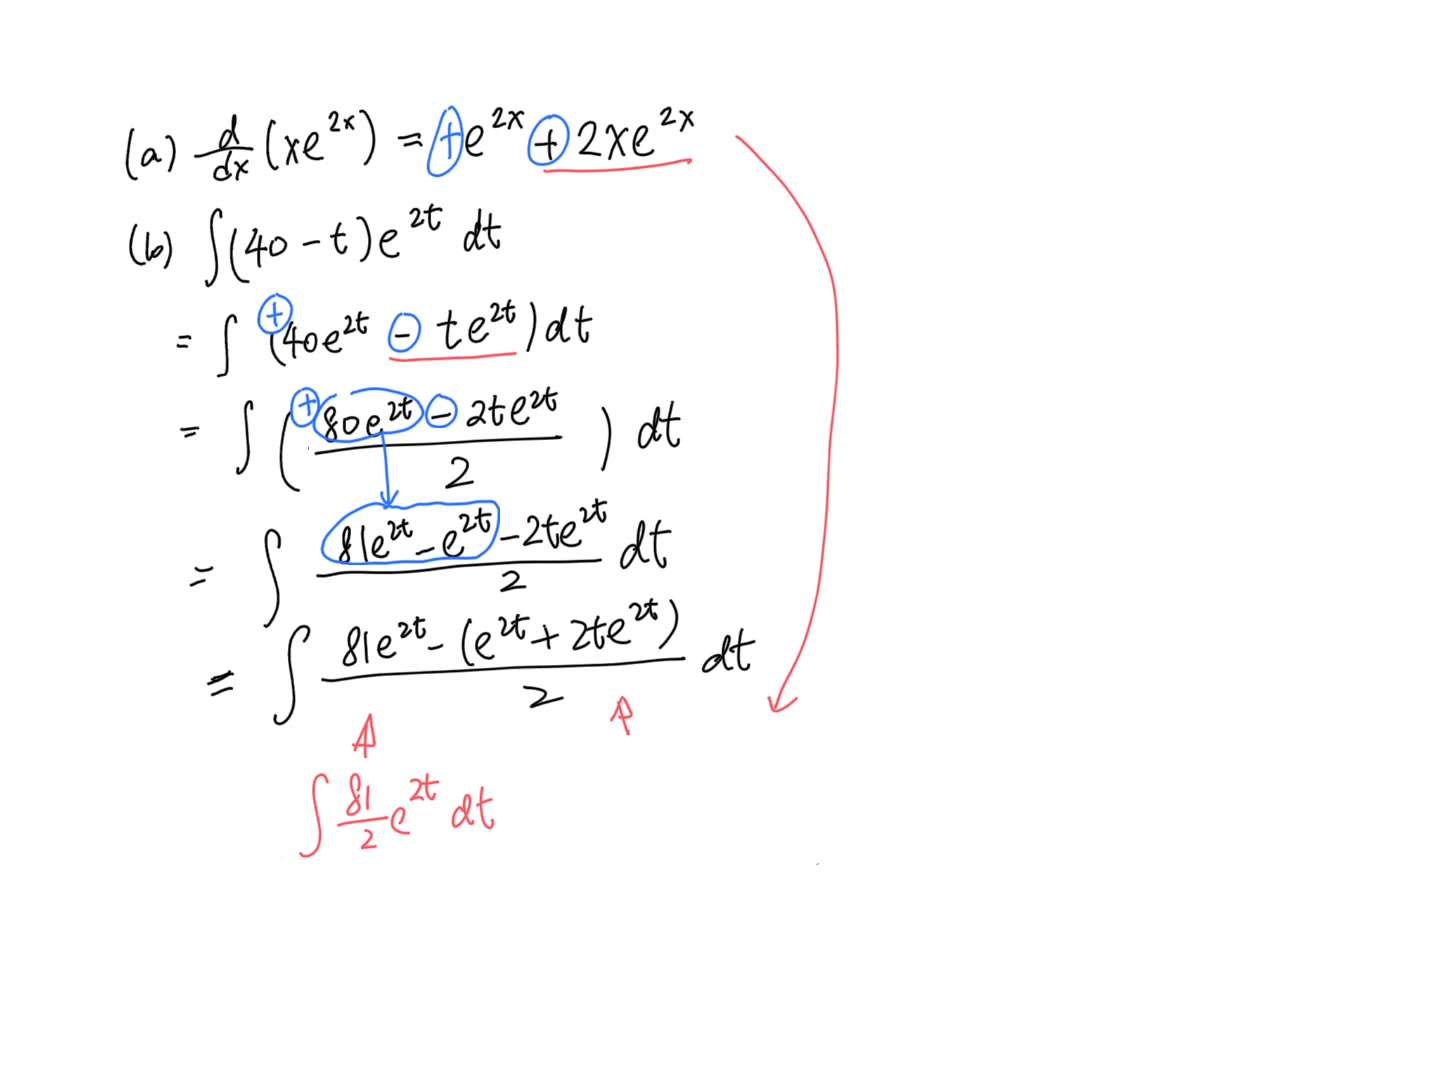 (a) d/dx (xe^{2x}) = +e^{2x} + 2xe^{2x}
(b) ∫(40 - t)e^{2t} dt
= ∫ +(40e^{2t} - te^{2t}) dt
= ∫ ( (+80e^{2t} - 2te^{2t})/2 ) dt
= ∫ (81e^{2t} - e^{2t} - 2te^{2t})/2 dt
= ∫ (81e^{2t} - (e^{2t} + 2te^{2t}))/2 dt
∫ 81/2 e^{2t} dt